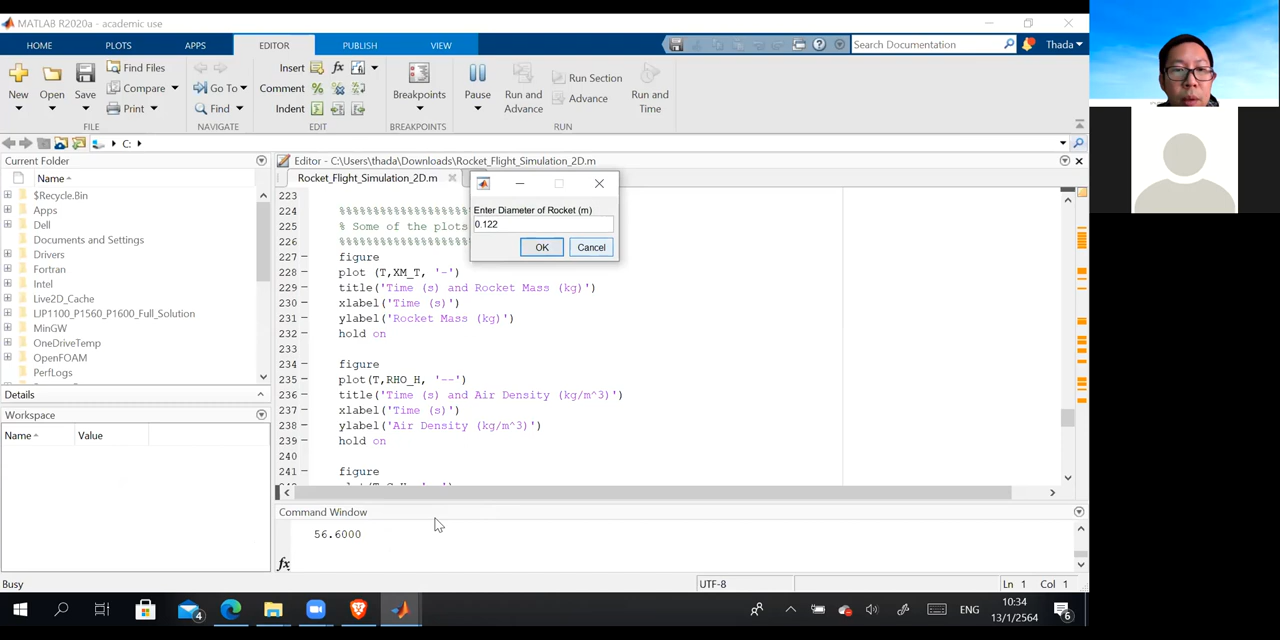 MATLAB R2020a - academic use
HOME PLOTS APPS EDITOR PUBLISH VIEW
Search Documentation
Thada
New
Open
Save
Find Files
Compare
Print
FILE
Go To
Find
NAVIGATE
Insert
Comment
Indent
EDIT
Breakpoints
BREAKPOINTS
Pause
Run and Advance
Run Section
Advance
Run and Time
RUN
C:
Current Folder
Name
$Recycle.Bin
Apps
Dell
Documents and Settings
Drivers
Fortran
Intel
Live2D_Cache
LJP1100_P1560_P1600_Full_Solution
MinGW
OneDriveTemp
OpenFOAM
PerfLogs
Details
Workspace
Name Value
Editor - C:\Users\thada\Downloads\Rocket_Flight_Simulation_2D.m
Rocket_Flight_Simulation_2D.m
223
224 %%%%%%%%%%%%%%%%%%%
225 % Some of the plots
226 %%%%%%%%%%%%%%%%%%%
227 figure
228 plot (T,XM_T, '-')
229 title('Time (s) and Rocket Mass (kg)')
230 xlabel('Time (s)')
231 ylabel('Rocket Mass (kg)')
232 hold on
233
234 figure
235 plot(T,RHO_H, '--')
236 title('Time (s) and Air Density (kg/m^3)')
237 xlabel('Time (s)')
238 ylabel('Air Density (kg/m^3)')
239 hold on
240
241 figure
Enter Diameter of Rocket (m)
0.122
OK Cancel
Command Window
56.6000
fx
Busy
UTF-8
Ln 1 Col 1
4
ENG
10:34
13/1/2564
6